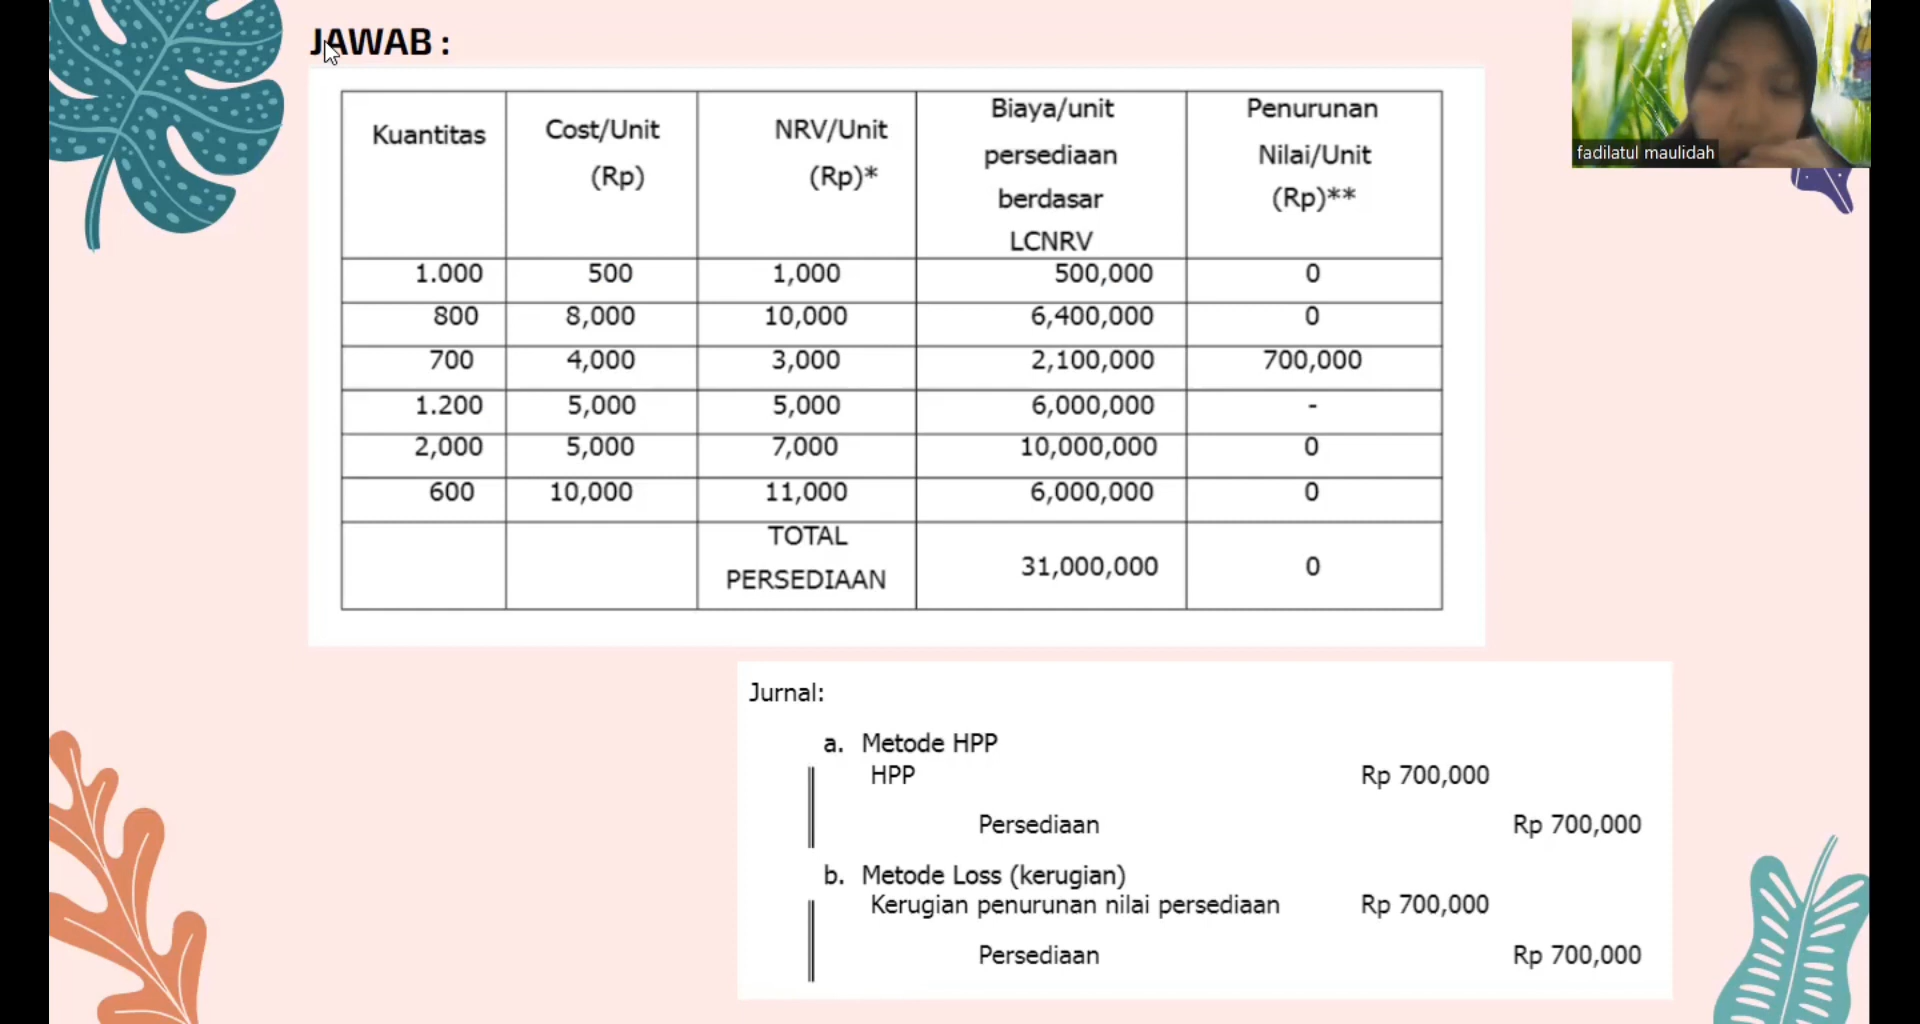 JAWAB :
fadilatul maulidah
Kuantitas
Cost/Unit
(Rp)
NRV/Unit
(Rp)*
Biaya/unit
persediaan
berdasar
LCNRV
Penurunan
Nilai/Unit
(Rp)**
1.000 500 1,000 500,000 0
800 8,000 10,000 6,400,000 0
700 4,000 3,000 2,100,000 700,000
1.200 5,000 5,000 6,000,000 -
2,000 5,000 7,000 10,000,000 0
600 10,000 11,000 6,000,000 0
TOTAL
PERSEDIAAN 31,000,000 0
Jurnal:
a. Metode HPP
HPP Rp 700,000
Persediaan Rp 700,000
b. Metode Loss (kerugian)
Kerugian penurunan nilai persediaan Rp 700,000
Persediaan Rp 700,000